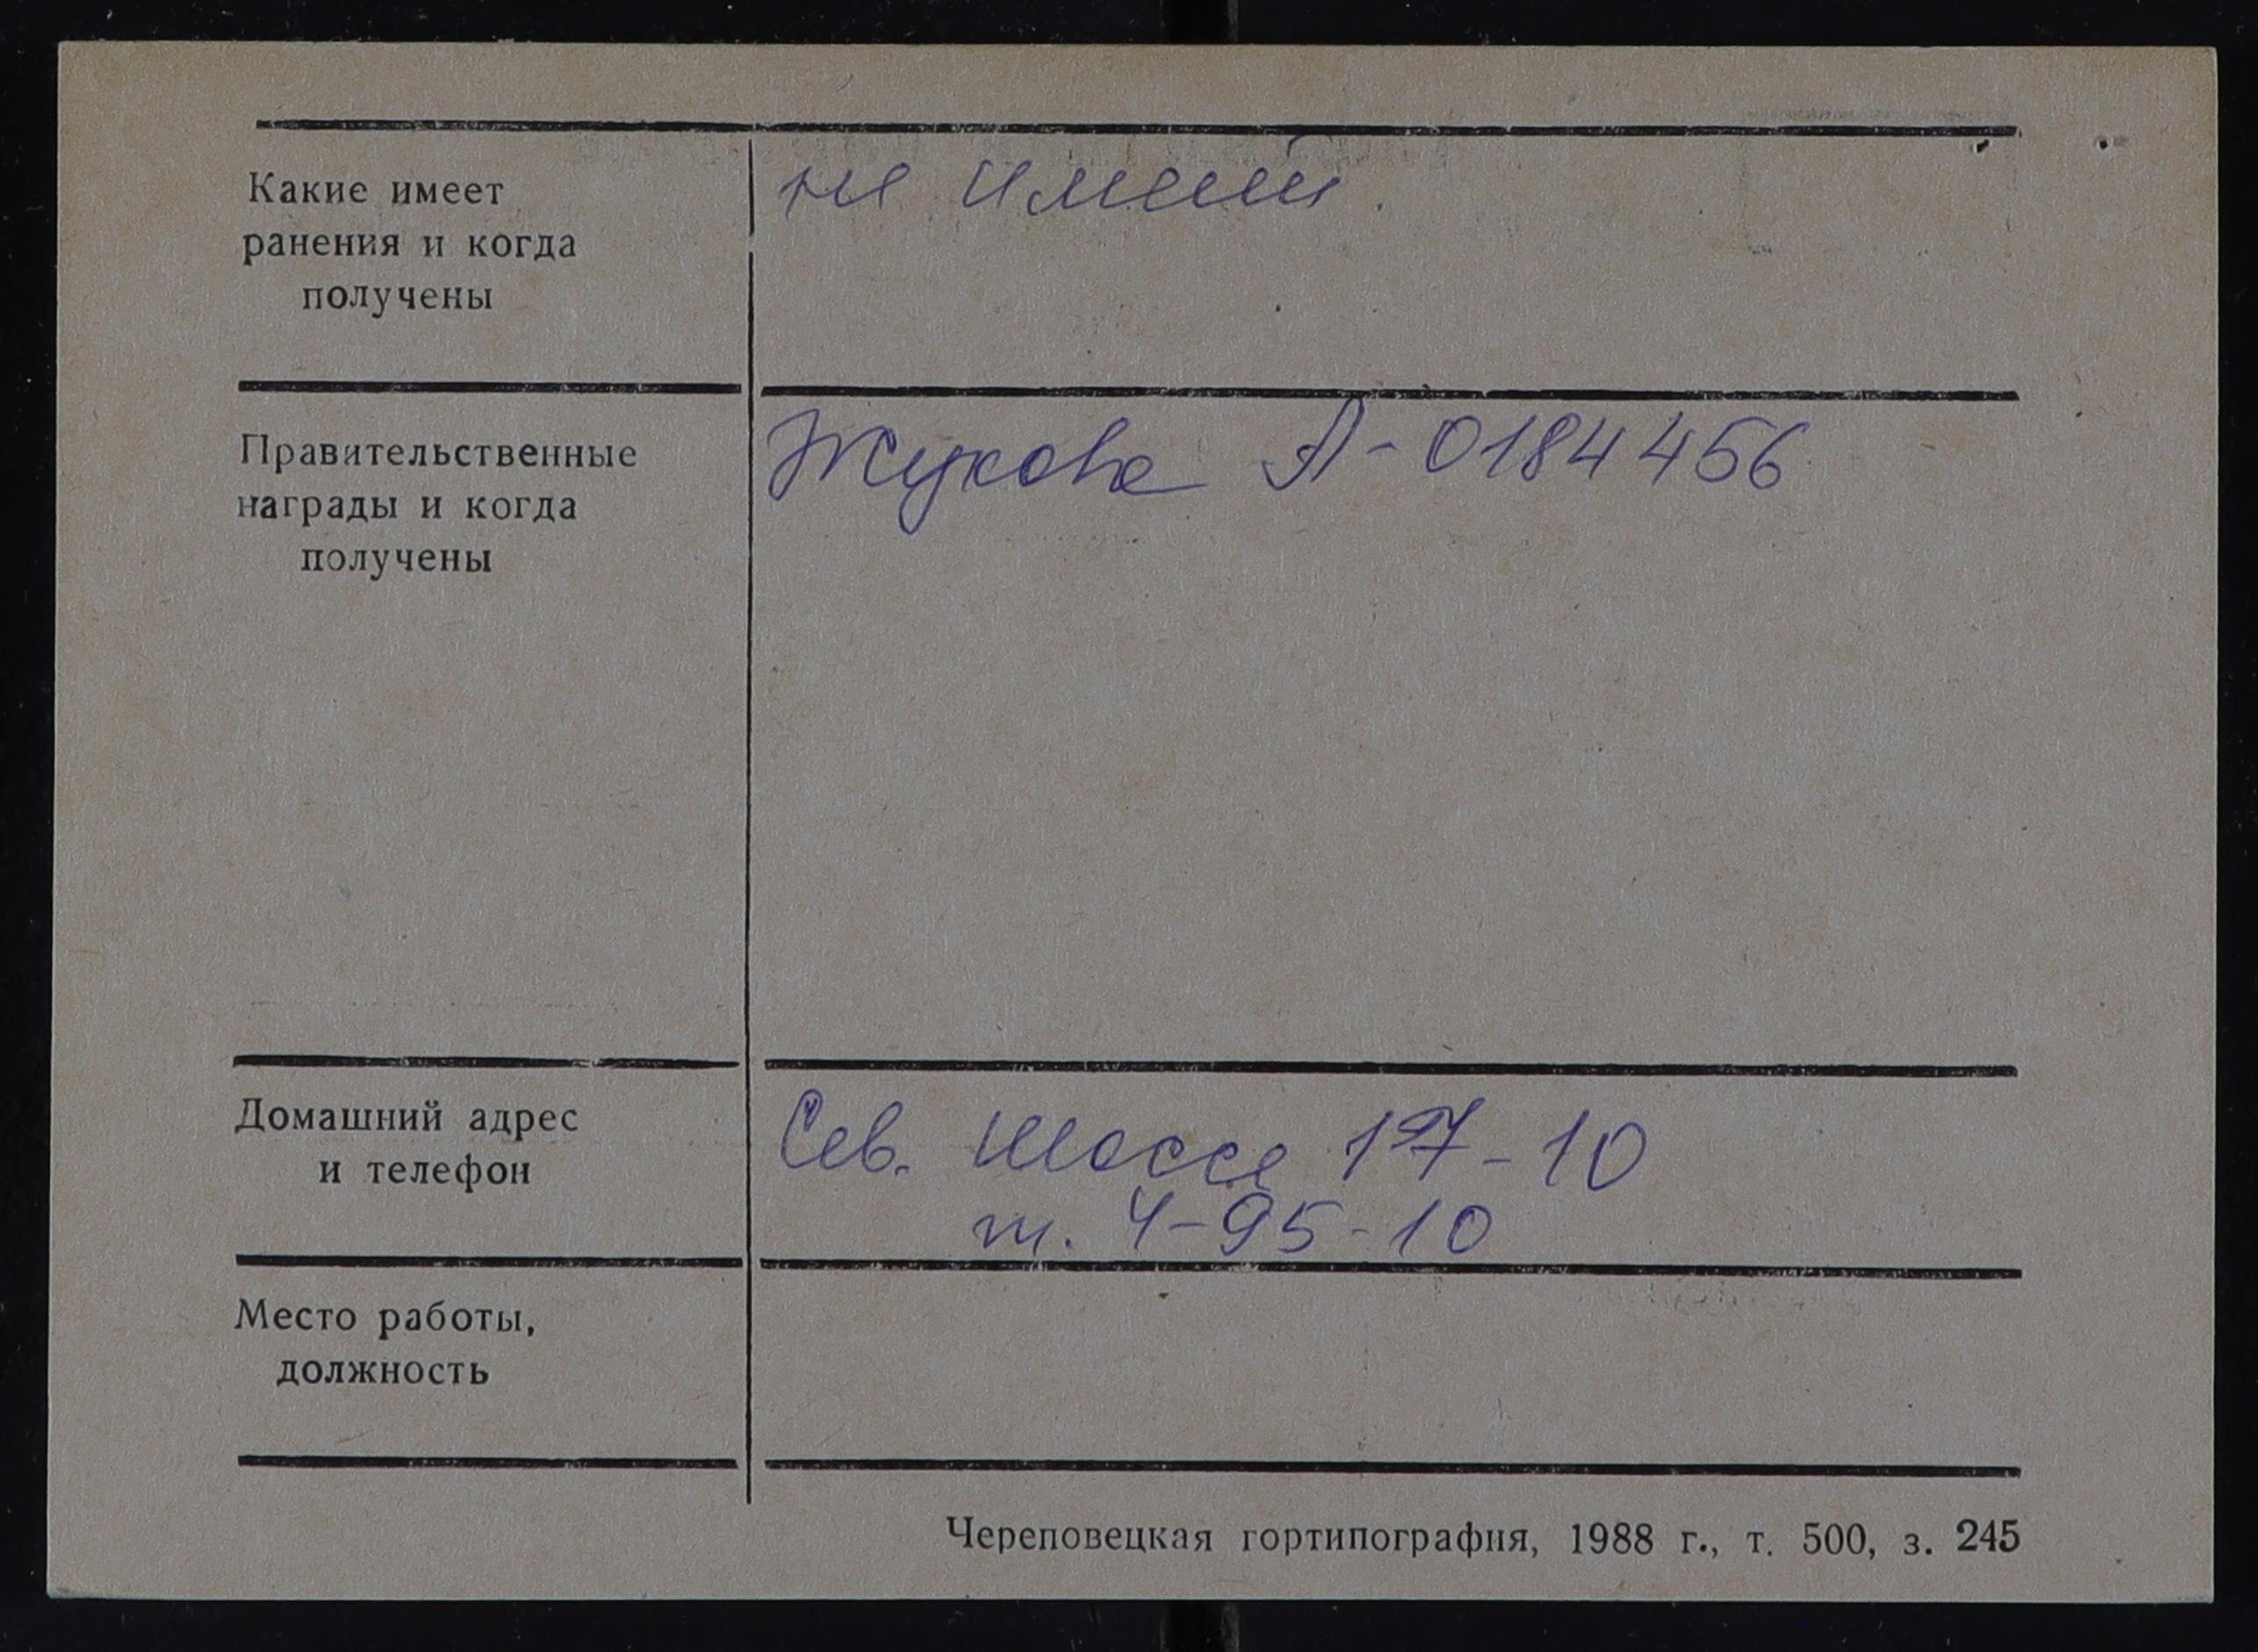 Какие имеет
ранения и когда
получены
не имеет.
Правительственные
награды и когда
получены
Жукова А-0184456
Домашний адрес
и телефон
Сев. Шоссе 17-10
т. 4-95-10
Место работы,
должность
Череповецкая гортипография, 1988 г., т. 500, з. 245